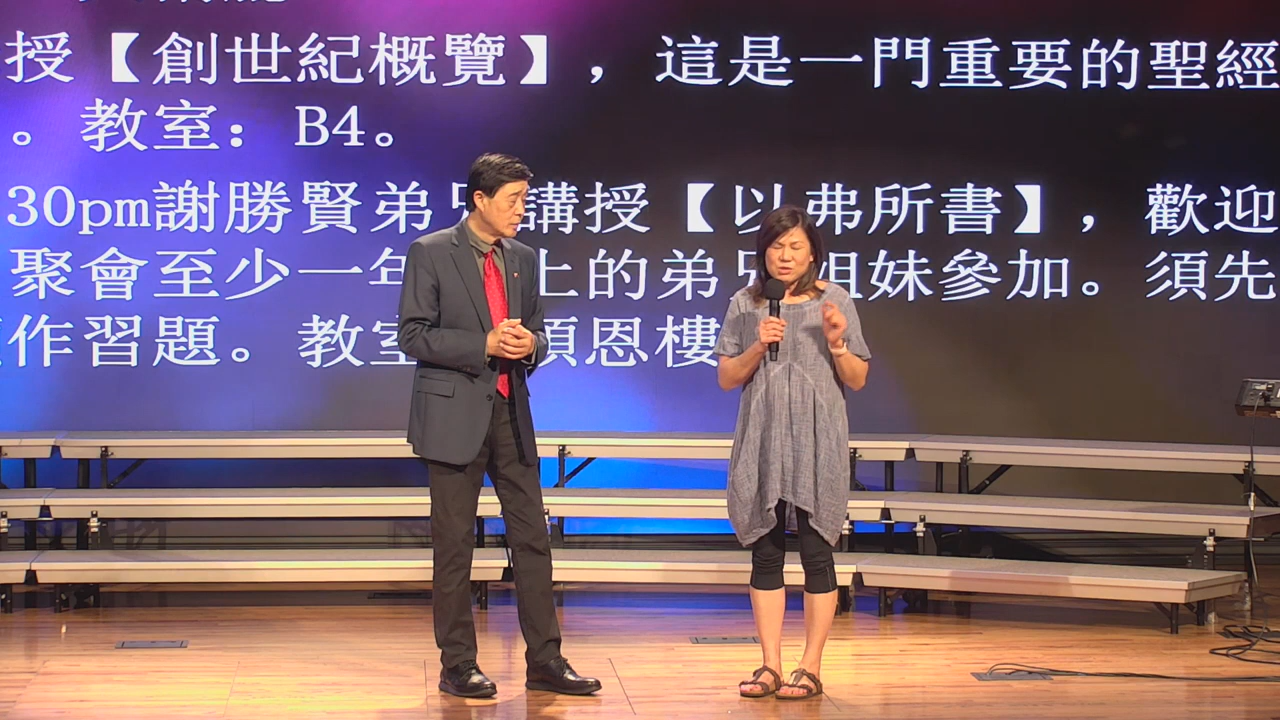 授【創世紀概覽】，這是一門重要的聖經
。教室：B4。
30pm謝勝賢弟兄講授【以弗所書】，歡迎
聚會至少一年 上的弟兄姐妹參加。須先
作習題。教室 頌恩樓